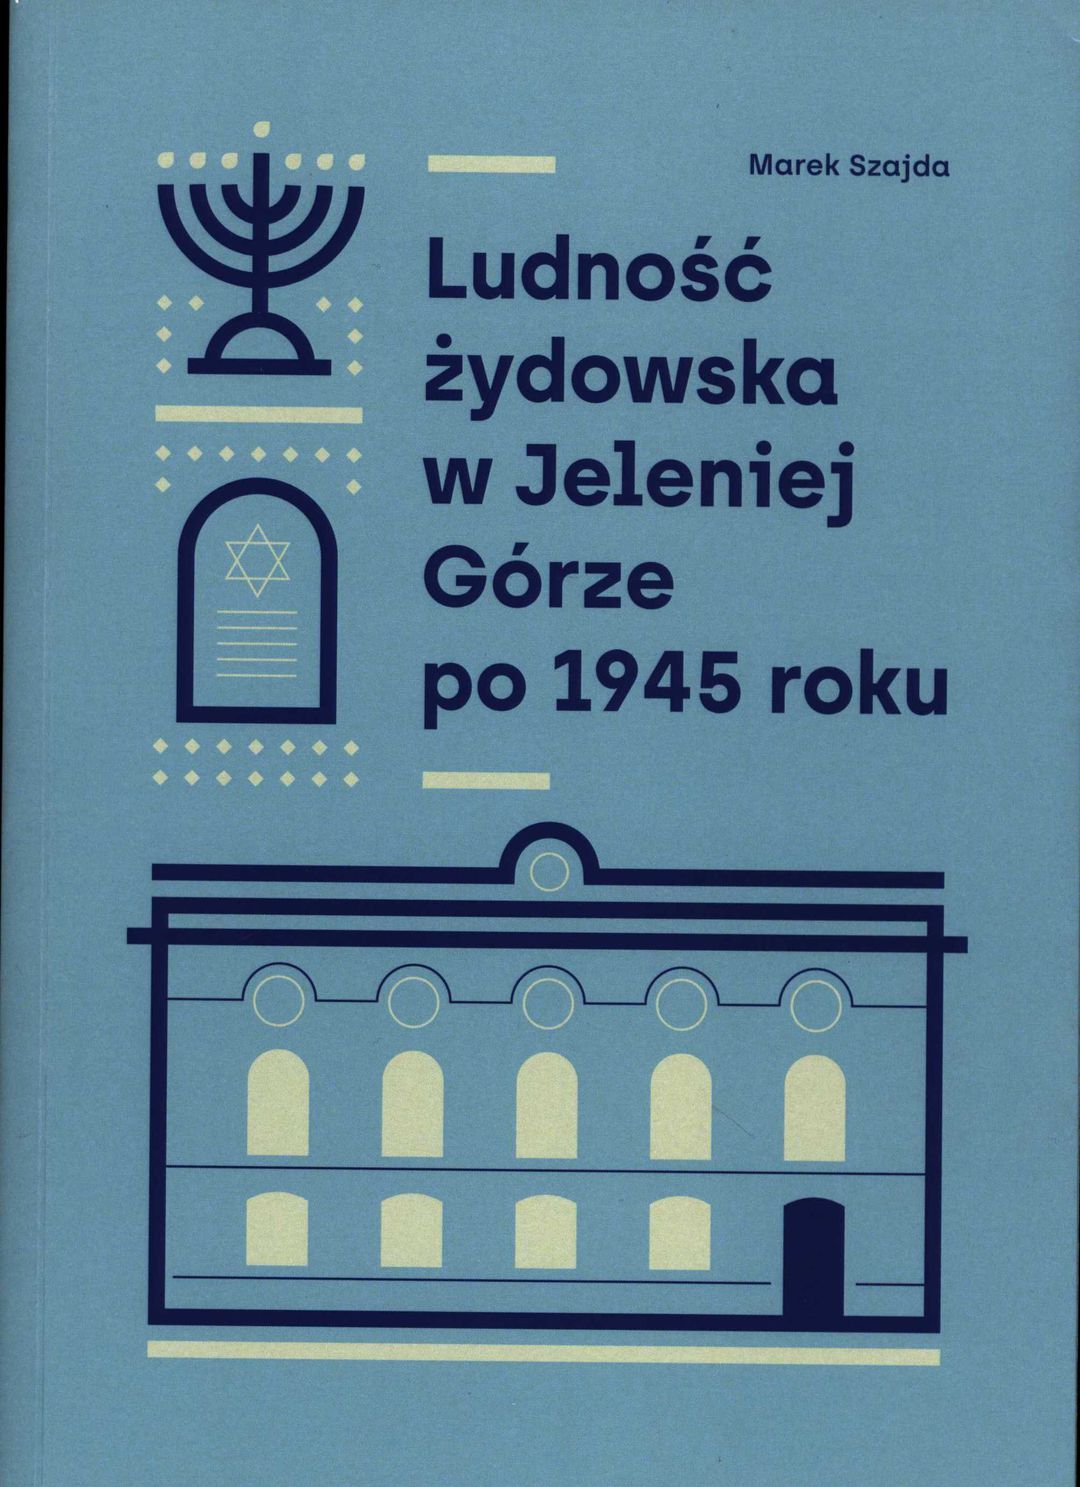 Marek Szajda
Ludność
żydowska
w Jeleniej
Górze
po 1945 roku